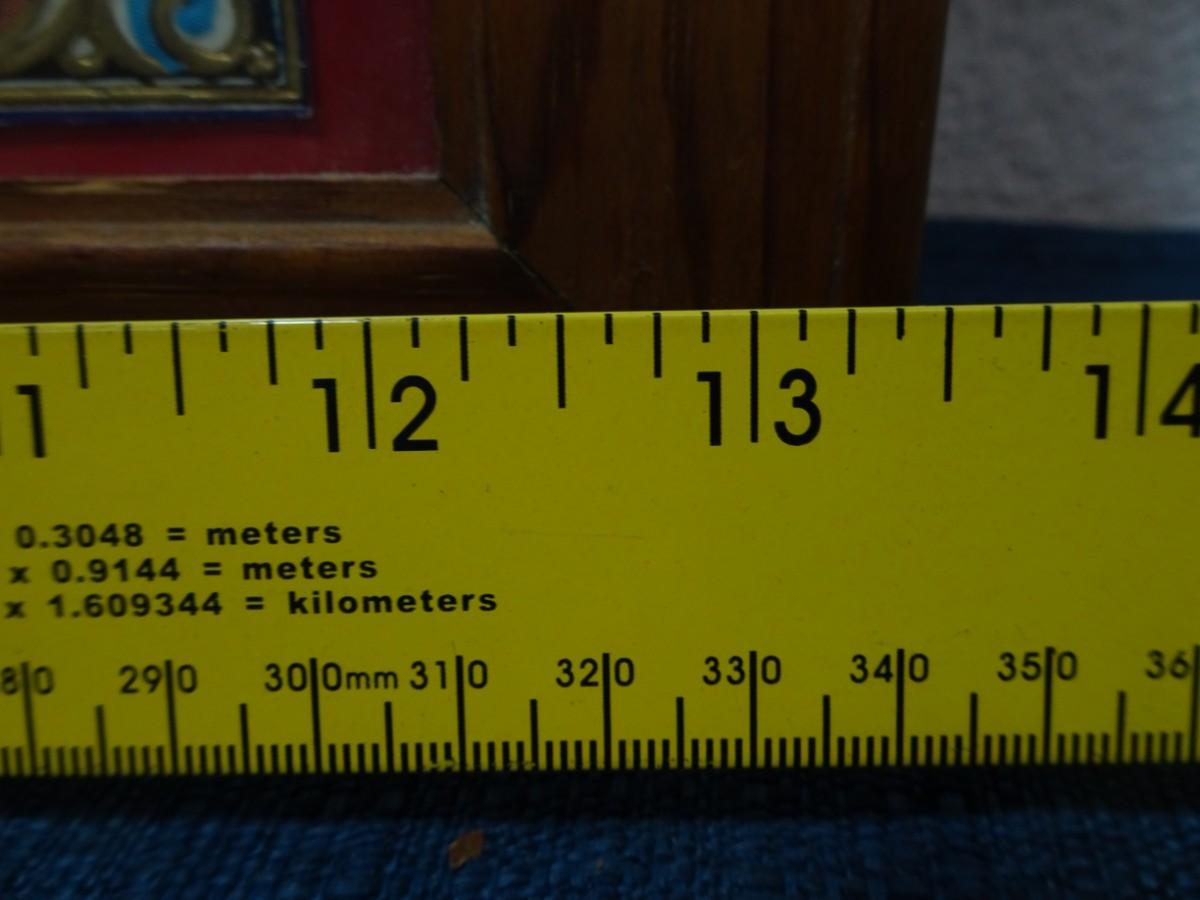 11 12 13 14
0.3048 = meters
x 0.9144 = meters
x 1.609344 = kilometers
290 300mm 310 320 330 340 350 36